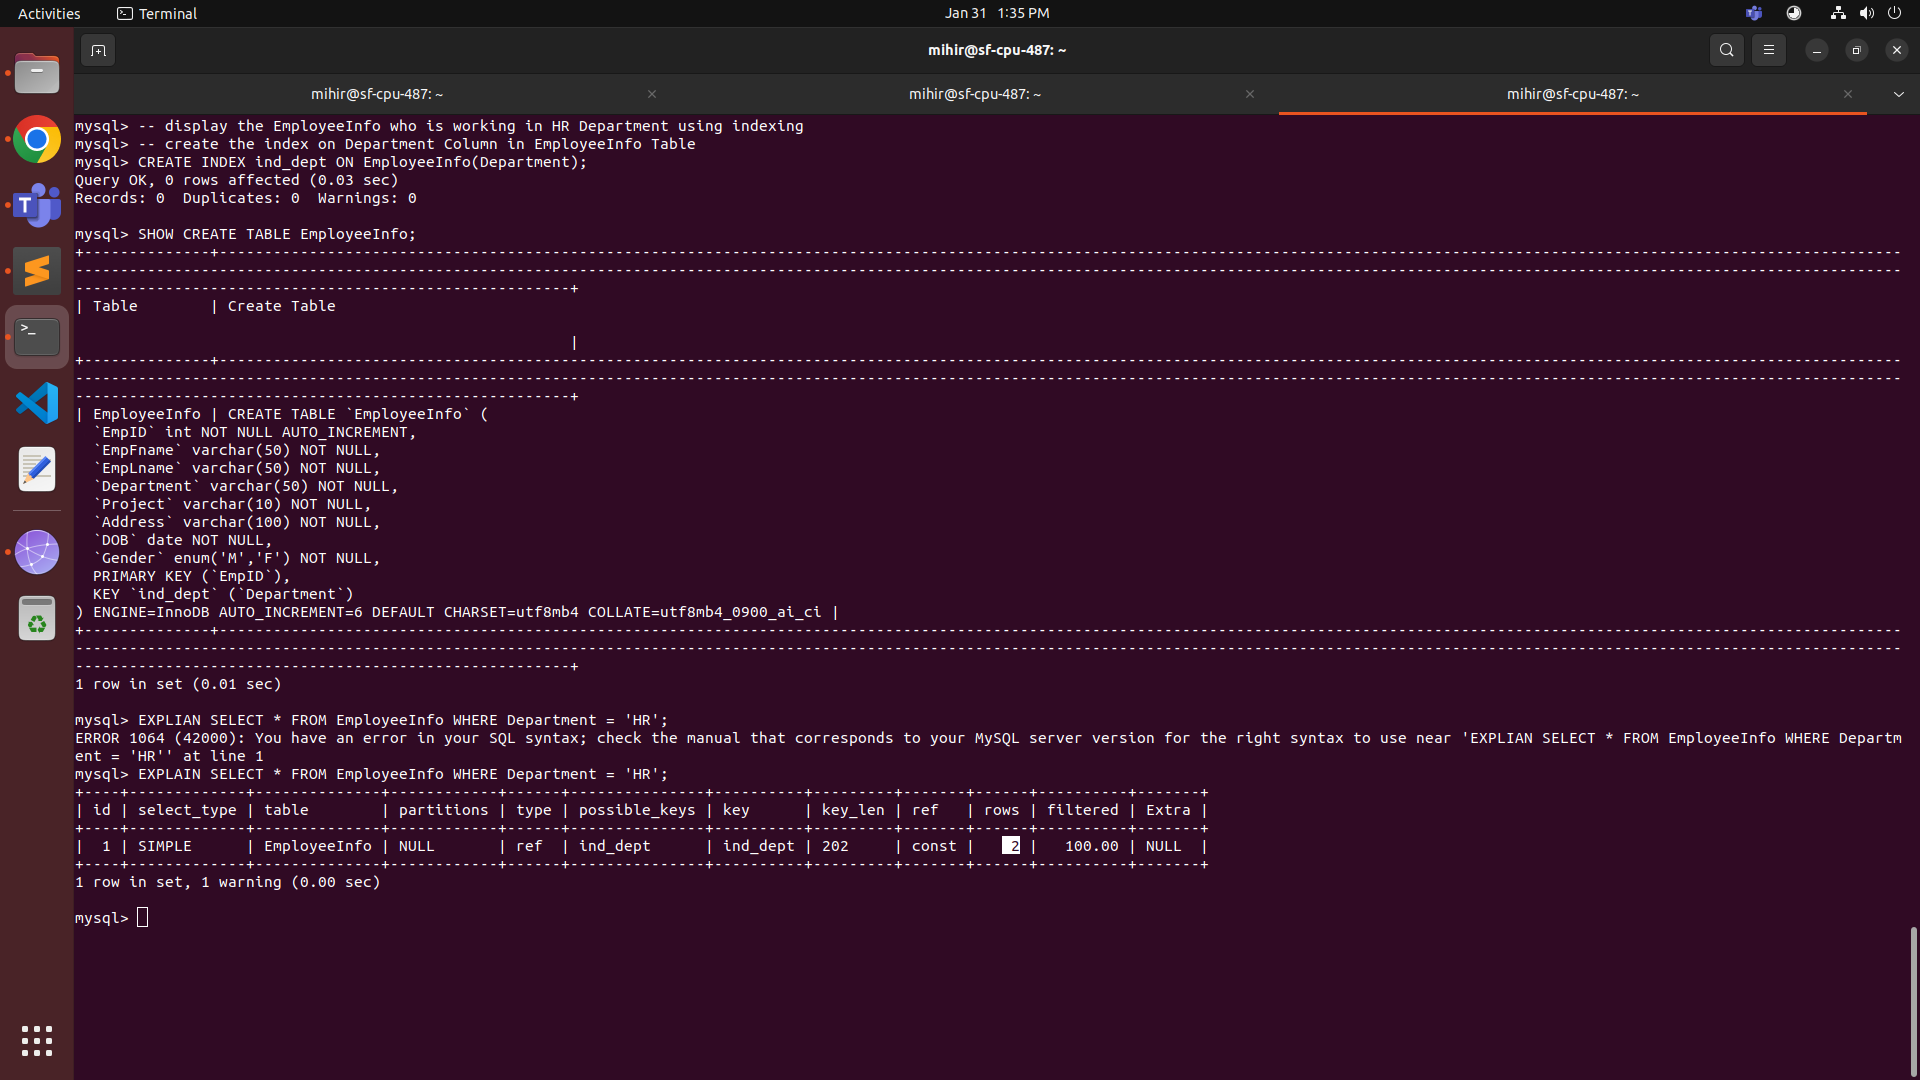 Activities Terminal Jan 31 1:35 PM
mihir@sf-cpu-487: ~
mihir@sf-cpu-487: ~ mihir@sf-cpu-487: ~ mihir@sf-cpu-487: ~
mysql> -- display the EmployeeInfo who is working in HR Department using indexing
mysql> -- create the index on Department Column in EmployeeInfo Table
mysql> CREATE INDEX ind_dept ON EmployeeInfo(Department);
Query OK, 0 rows affected (0.03 sec)
Records: 0  Duplicates: 0  Warnings: 0
mysql> SHOW CREATE TABLE EmployeeInfo;
| Table        | Create Table
|
| EmployeeInfo | CREATE TABLE `EmployeeInfo` (
  `EmpID` int NOT NULL AUTO_INCREMENT,
  `EmpFname` varchar(50) NOT NULL,
  `EmpLname` varchar(50) NOT NULL,
  `Department` varchar(50) NOT NULL,
  `Project` varchar(10) NOT NULL,
  `Address` varchar(100) NOT NULL,
  `DOB` date NOT NULL,
  `Gender` enum('M','F') NOT NULL,
  PRIMARY KEY (`EmpID`),
  KEY `ind_dept` (`Department`)
) ENGINE=InnoDB AUTO_INCREMENT=6 DEFAULT CHARSET=utf8mb4 COLLATE=utf8mb4_0900_ai_ci |
1 row in set (0.01 sec)
mysql> EXPLIAN SELECT * FROM EmployeeInfo WHERE Department = 'HR';
ERROR 1064 (42000): You have an error in your SQL syntax; check the manual that corresponds to your MySQL server version for the right syntax to use near 'EXPLIAN SELECT * FROM EmployeeInfo WHERE Departm
ent = 'HR'' at line 1
mysql> EXPLAIN SELECT * FROM EmployeeInfo WHERE Department = 'HR';
+----+-------------+--------------+------------+------+---------------+----------+---------+-------+------+----------+-------+
| id | select_type | table        | partitions | type | possible_keys | key      | key_len | ref   | rows | filtered | Extra |
+----+-------------+--------------+------------+------+---------------+----------+---------+-------+------+----------+-------+
|  1 | SIMPLE      | EmployeeInfo | NULL       | ref  | ind_dept      | ind_dept | 202     | const |    2 |   100.00 | NULL  |
+----+-------------+--------------+------------+------+---------------+----------+---------+-------+------+----------+-------+
1 row in set, 1 warning (0.00 sec)
mysql>